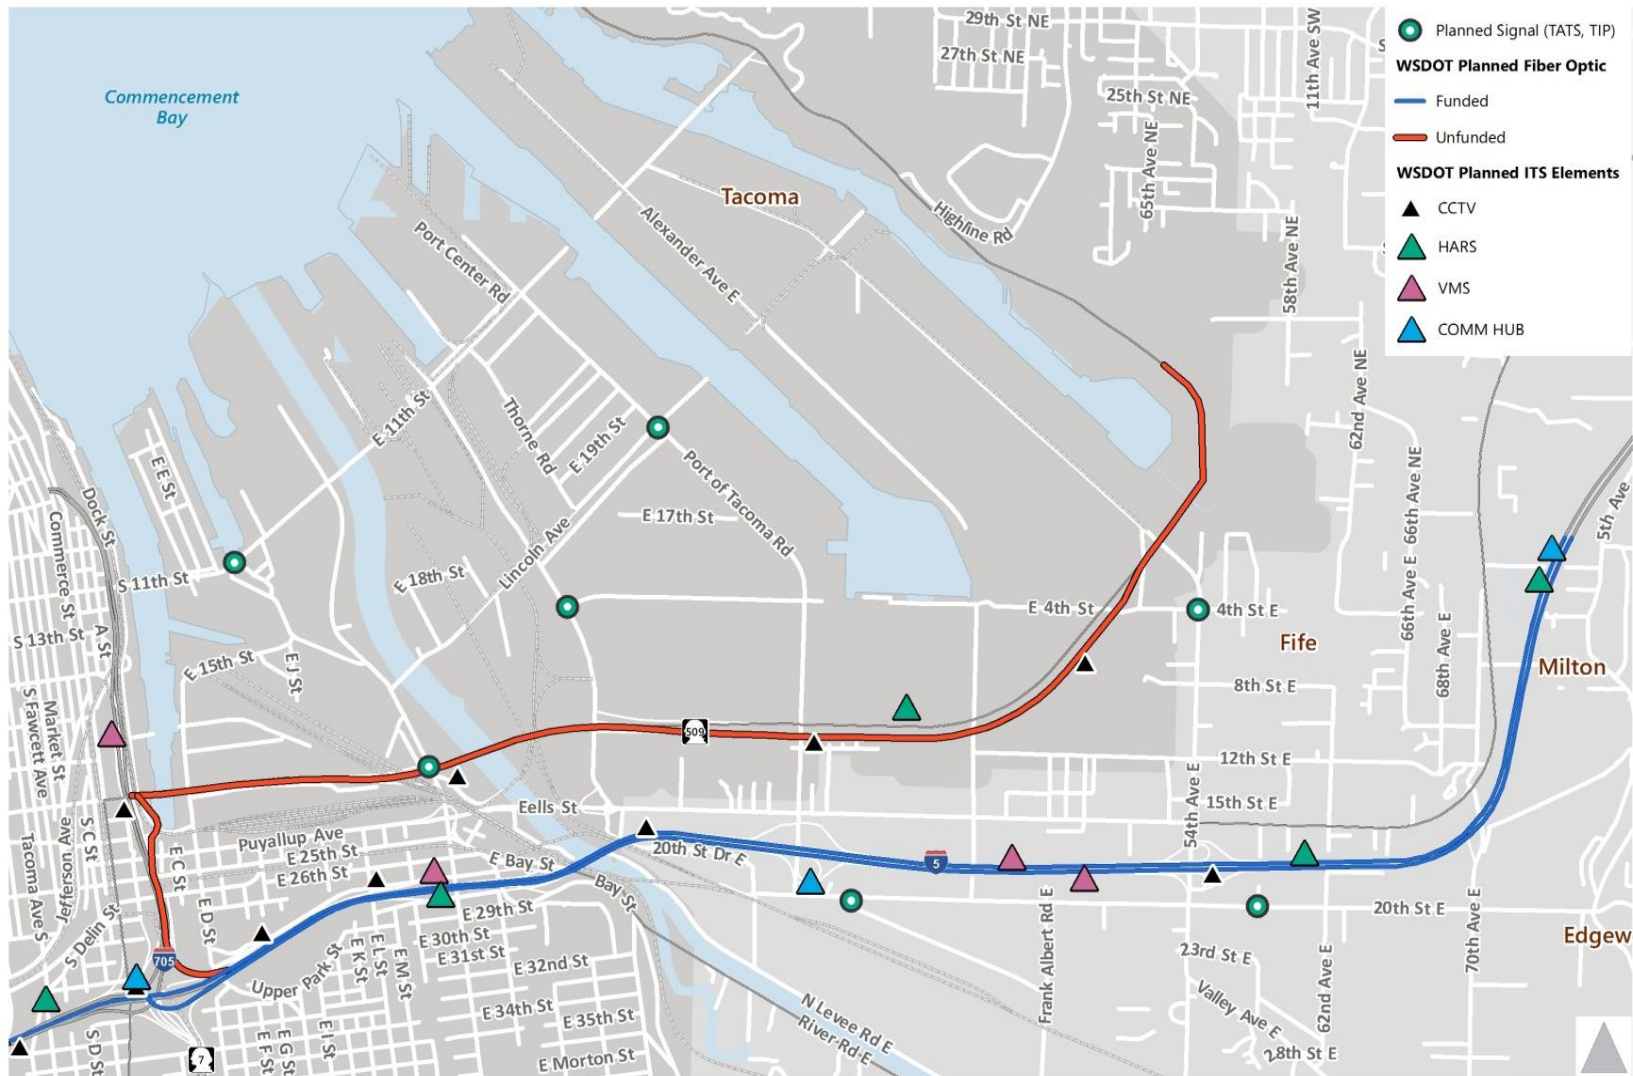 29th St NE
27th St NE
25th St NE
65th Ave NE
11th Ave SW
Planned Signal (TATS, TIP)
WSDOT Planned Fiber Optic
Funded
Unfunded
WSDOT Planned ITS Elements
CCTV
HARS
VMS
COMM HUB
Commencement
Bay
Tacoma
Highline Rd
58th Ave NE
Port Center Rd
Alexander Ave E
62nd Ave NE
66th Ave NE
E 11th St
Thorne Rd
E 19th St
Port of Tacoma Rd
E 17th St
Lincoln Ave
E 18th St
E E St
Dock St
Commerce St
S 11th St
A St
S 13th St
E 15th St
E J St
E 4th St
4th St E
Fife
66th Ave E
68th Ave E
5th Ave
Milton
8th St E
509
12th St E
15th St E
54th Ave E
Market St
S Fawcett Ave
Tacoma Ave S
Jefferson Ave
S C St
Puyallup Ave
E 25th St
E 26th St
E C St
E D St
S Delin St
Eells St
E Bay St
Bay St
20th St Dr E
5
E 29th St
E 30th St
E 31st St
E 32nd St
E 34th St
E 35th St
E Morton St
E L St
E K St
E M St
Upper Park St
E I St
E G St
E F St
S D St
705
7
N Levee Rd E
River Rd E
Frank Albert Rd E
20th St E
23rd St E
Valley Ave E
28th St E
62nd Ave E
70th Ave E
Edgew